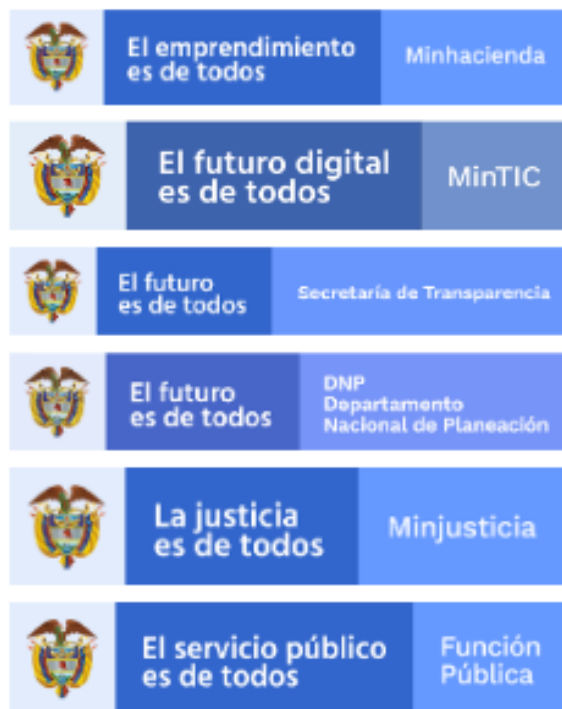 El emprendimiento
es de todos
Minhacienda
El futuro digital
es de todos
MinTIC
El futuro
es de todos
Secretaría de Transparencia
El futuro
es de todos
DNP
Departamento
Nacional de Planeación
La justicia
es de todos
Minjusticia
El servicio público
es de todos
Función
Pública